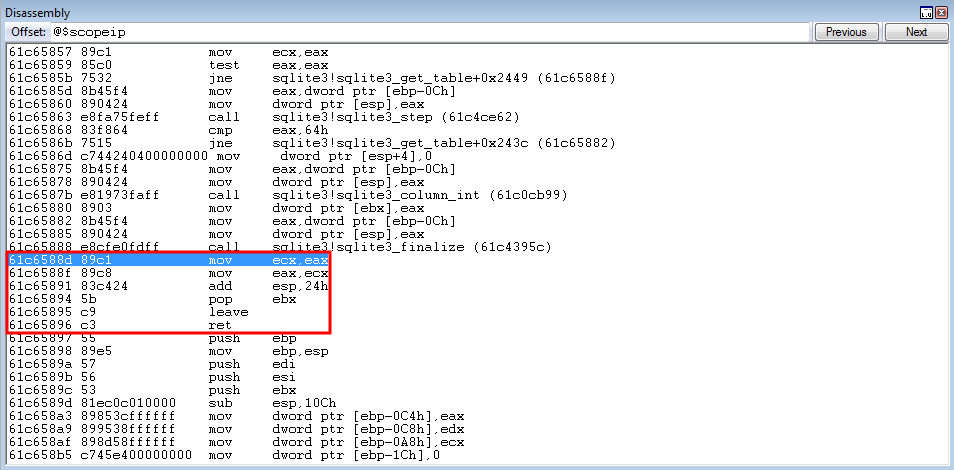 Disassembly
Offset: @$scopeip Previous Next
61c65857 89c1 mov ecx,eax
61c65859 85c0 test eax,eax
61c6585b 7532 jne sqlite3!sqlite3_get_table+0x2449 (61c6588f)
61c6585d 8b45f4 mov eax,dword ptr [ebp-0Ch]
61c65860 890424 mov dword ptr [esp],eax
61c65863 e8fa75feff call sqlite3!sqlite3_step (61c4ce62)
61c65868 83f864 cmp eax,64h
61c6586b 7515 jne sqlite3!sqlite3_get_table+0x243c (61c65882)
61c6586d c744240400000000 mov dword ptr [esp+4],0
61c65875 8b45f4 mov eax,dword ptr [ebp-0Ch]
61c65878 890424 mov dword ptr [esp],eax
61c6587b e81973faff call sqlite3!sqlite3_column_int (61c0cb99)
61c65880 8903 mov dword ptr [ebx],eax
61c65882 8b45f4 mov eax,dword ptr [ebp-0Ch]
61c65885 890424 mov dword ptr [esp],eax
61c65888 e8cfe0fdff call sqlite3!sqlite3_finalize (61c4395c)
61c6588d 89c1 mov ecx,eax
61c6588f 89c8 mov eax,ecx
61c65891 83c424 add esp,24h
61c65894 5b pop ebx
61c65895 c9 leave
61c65896 c3 ret
61c65897 55 push ebp
61c65898 89e5 mov ebp,esp
61c6589a 57 push edi
61c6589b 56 push esi
61c6589c 53 push ebx
61c6589d 81ec0c010000 sub esp,10Ch
61c658a3 89853cffffff mov dword ptr [ebp-0C4h],eax
61c658a9 899538ffffff mov dword ptr [ebp-0C8h],edx
61c658af 898d58ffffff mov dword ptr [ebp-0A8h],ecx
61c658b5 c745e400000000 mov dword ptr [ebp-1Ch],0